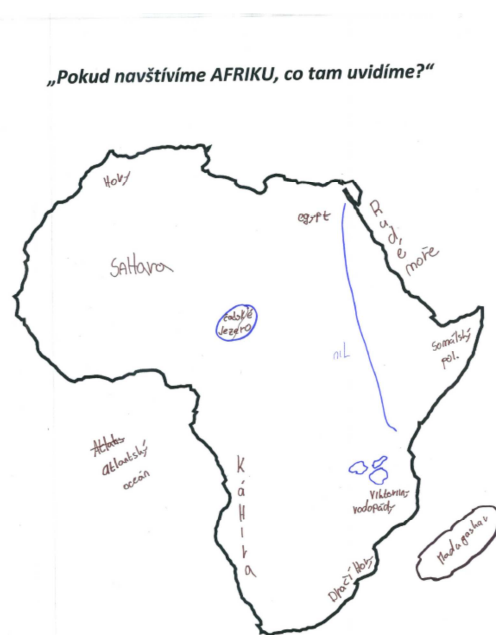 „Pokud navštívíme AFRIKU, co tam uvidíme?“
Hory
egypt
Rudé
moře
SAHara
čadské
Jezero
Somálský
pol.
nil
atlantský
oceán
KáHira
Viktoriiny
vodopády
Madagaskar
Dračí Hory